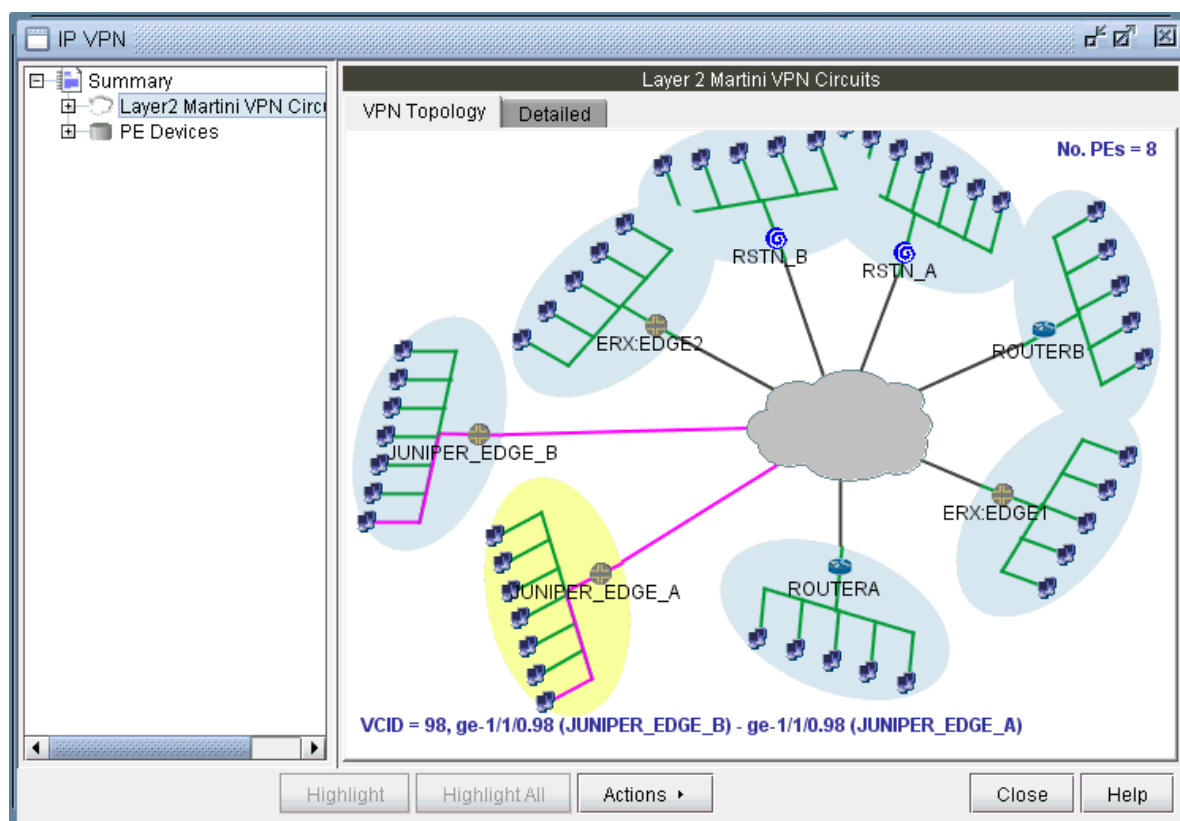 IP VPN
Summary
Layer2 Martini VPN Circu
PE Devices
Layer 2 Martini VPN Circuits
VPN Topology
Detailed
No. PEs = 8
RSTN_B
RSTN_A
ERX:EDGE2
ROUTERB
JUNIPER_EDGE_B
ERX:EDGE1
JUNIPER_EDGE_A
ROUTERA
VCID = 98, ge-1/1/0.98 (JUNIPER_EDGE_B) - ge-1/1/0.98 (JUNIPER_EDGE_A)
Highlight
Highlight All
Actions
Close
Help